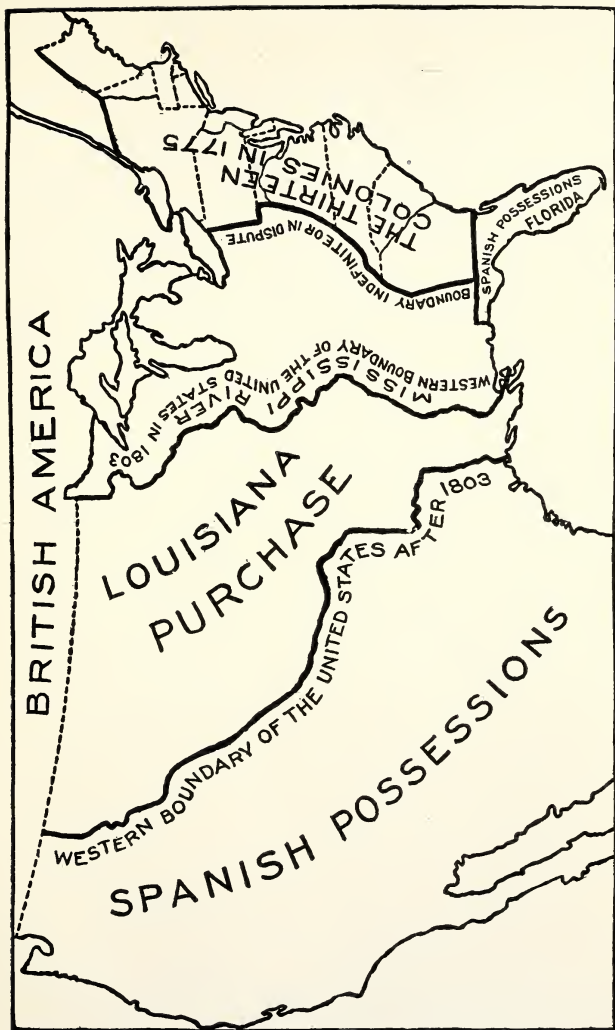 BRITISH AMERICA
THE THIRTEEN
COLONIES
IN 1775
BOUNDARY INDEFINITE OR IN DISPUTE
SPANISH POSSESSIONS
FLORIDA
MISSISSIPPI RIVER
WESTERN BOUNDARY OF THE UNITED STATES IN 1803
LOUISIANA
PURCHASE
WESTERN BOUNDARY OF THE UNITED STATES AFTER 1803
SPANISH POSSESSIONS